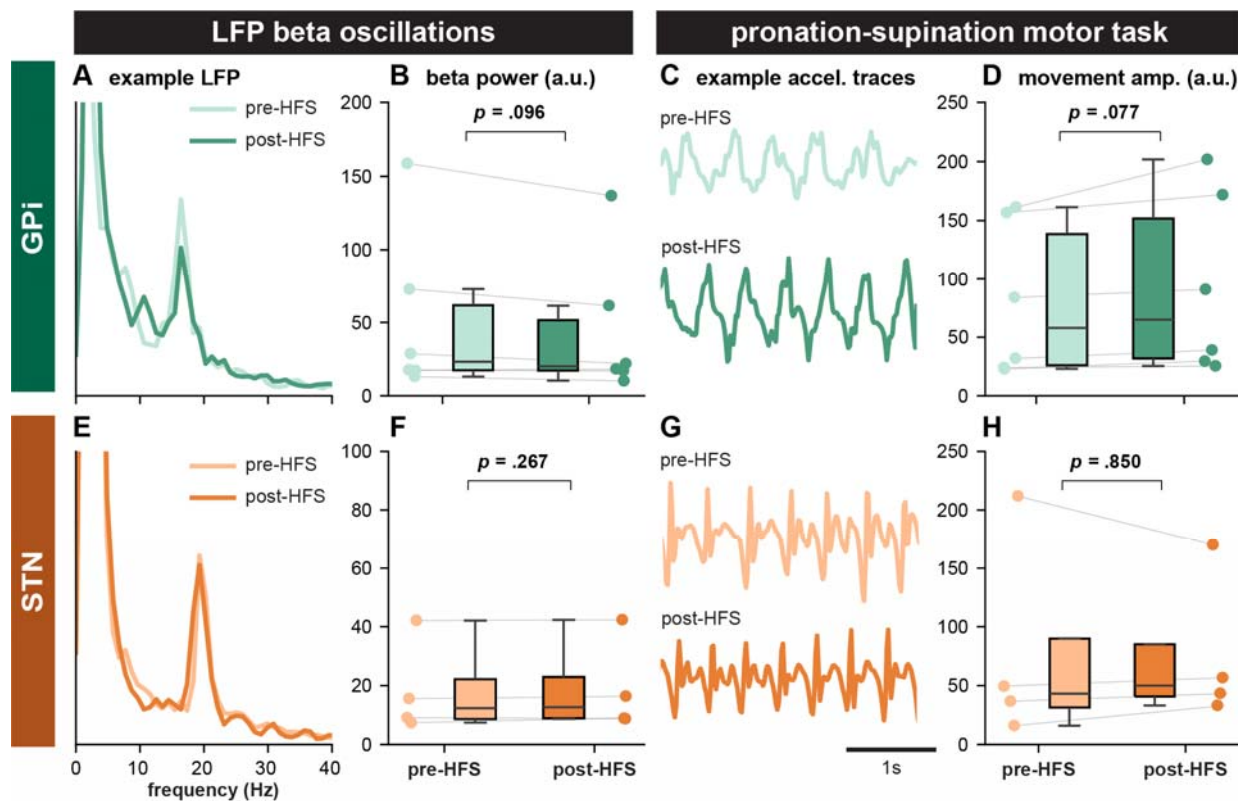 LFP beta oscillations
pronation-supination motor task
GPi
A example LFP
pre-HFS
post-HFS
B beta power (a.u.)
200
150
100
50
0
p = .096
C example accel. traces
pre-HFS
post-HFS
D movement amp. (a.u.)
250
200
150
100
50
0
p = .077
STN
E
pre-HFS
post-HFS
0 10 20 30 40
frequency (Hz)
F
100
80
60
40
20
0
p = .267
pre-HFS post-HFS
G
pre-HFS
post-HFS
1s
H
250
200
150
100
50
0
p = .850
pre-HFS post-HFS